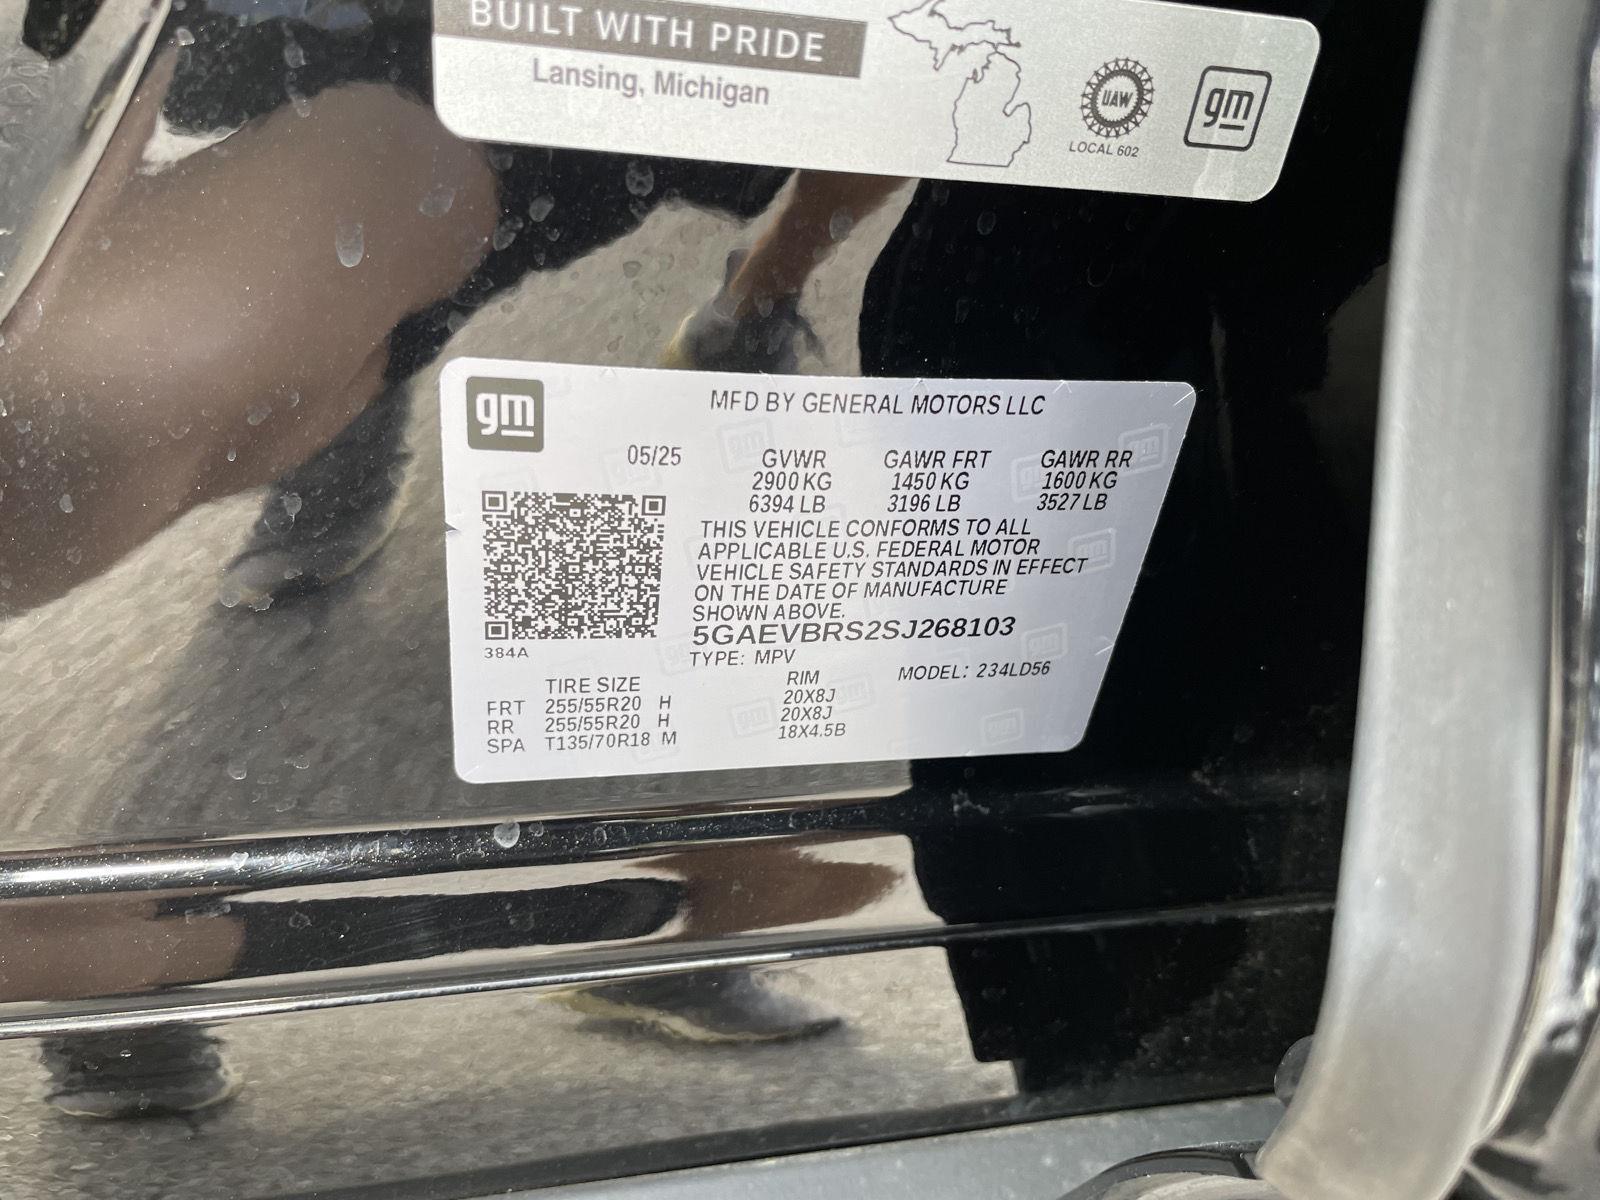 BUILT WITH PRIDE
Lansing, Michigan
UAW
LOCAL 602
gm
gm
MFD BY GENERAL MOTORS LLC
05/25 GVWR GAWR FRT GAWR RR
2900 KG 1450 KG 1600 KG
6394 LB 3196 LB 3527 LB
THIS VEHICLE CONFORMS TO ALL
APPLICABLE U.S. FEDERAL MOTOR
VEHICLE SAFETY STANDARDS IN EFFECT
ON THE DATE OF MANUFACTURE
SHOWN ABOVE.
5GAEVBRS2SJ268103
384A
TYPE: MPV MODEL: 234LD56
TIRE SIZE RIM
FRT 255/55R20 H 20X8J
RR 255/55R20 H 20X8J
SPA T135/70R18 M 18X4.5B